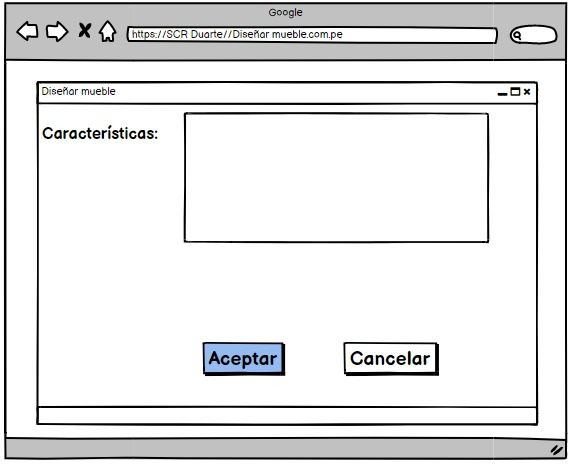 Google
https://SCR Duarte//Diseñar mueble.com.pe
Diseñar mueble
Características:
Aceptar
Cancelar